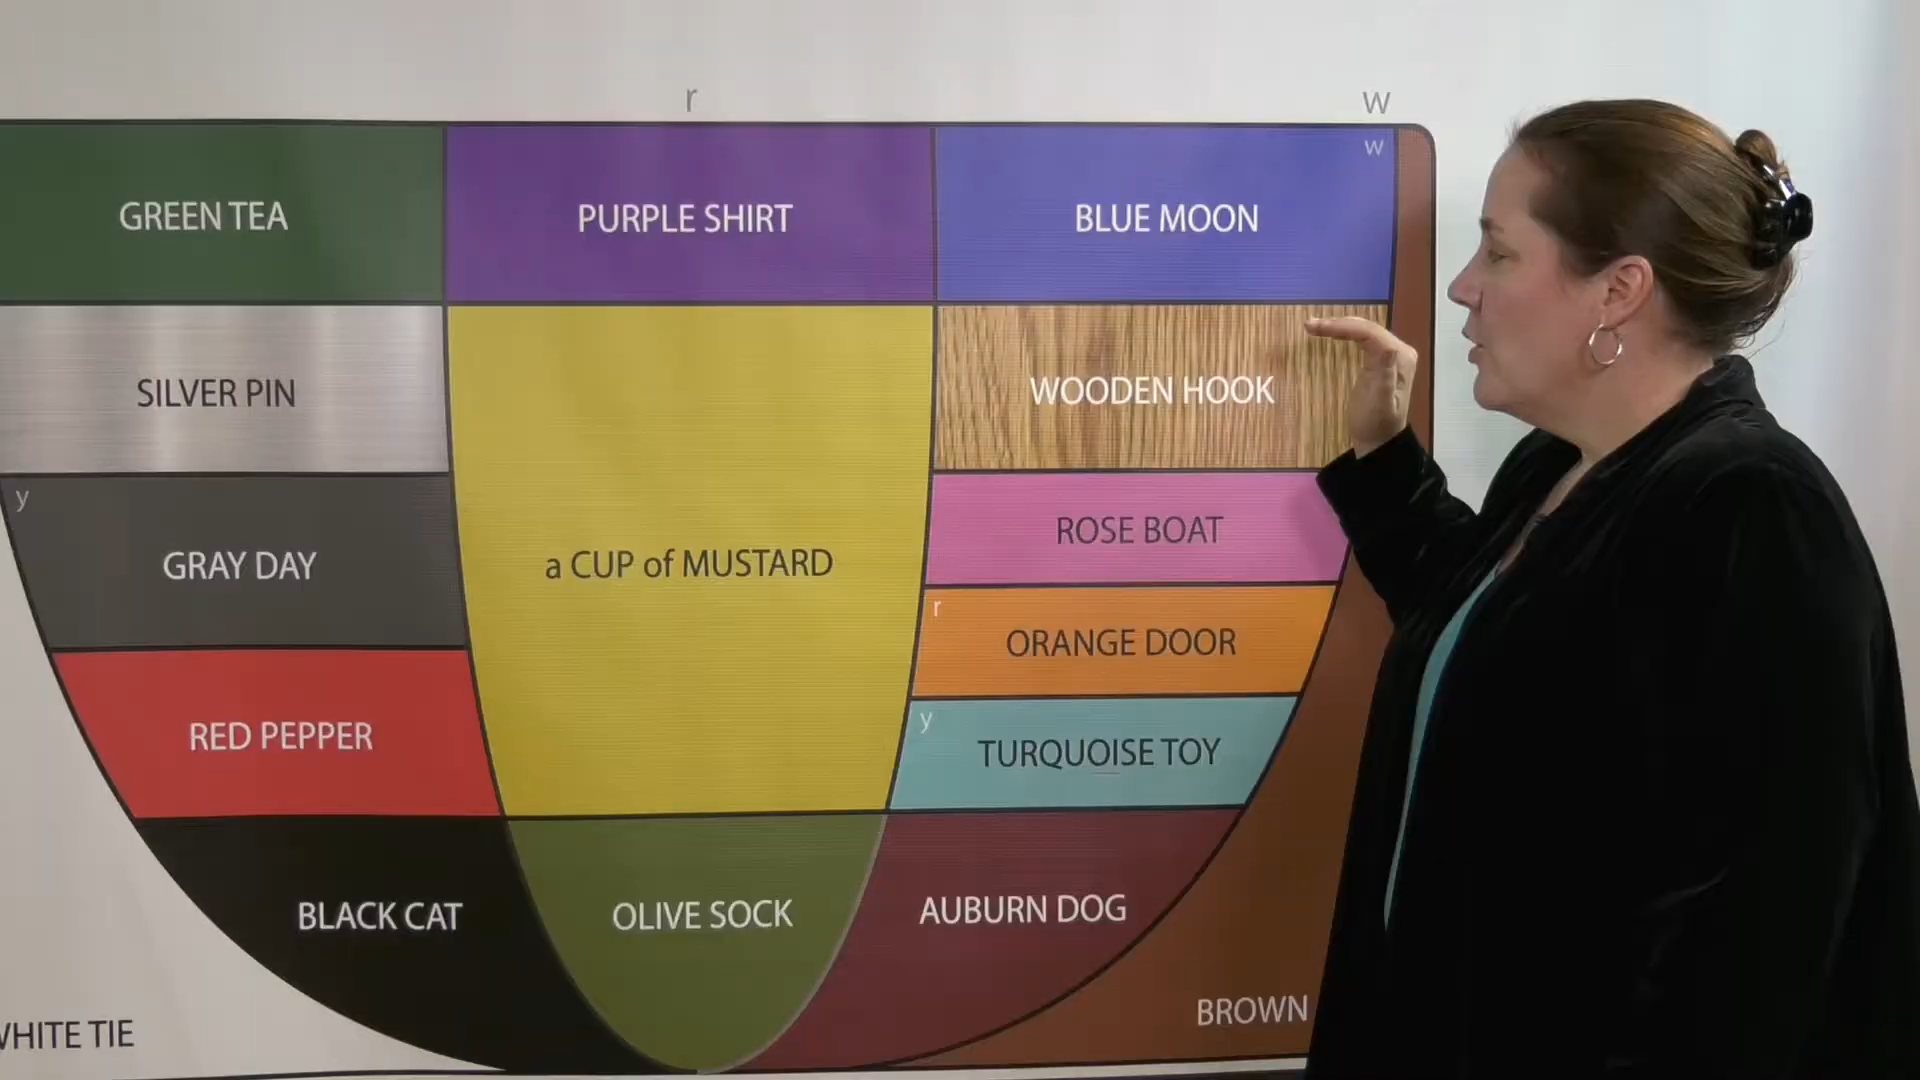 r
w
GREEN TEA
PURPLE SHIRT
BLUE MOON
w
SILVER PIN
WOODEN HOOK
y
GRAY DAY
a CUP of MUSTARD
ROSE BOAT
r
ORANGE DOOR
RED PEPPER
y
TURQUOISE TOY
BLACK CAT
OLIVE SOCK
AUBURN DOG
WHITE TIE
BROWN